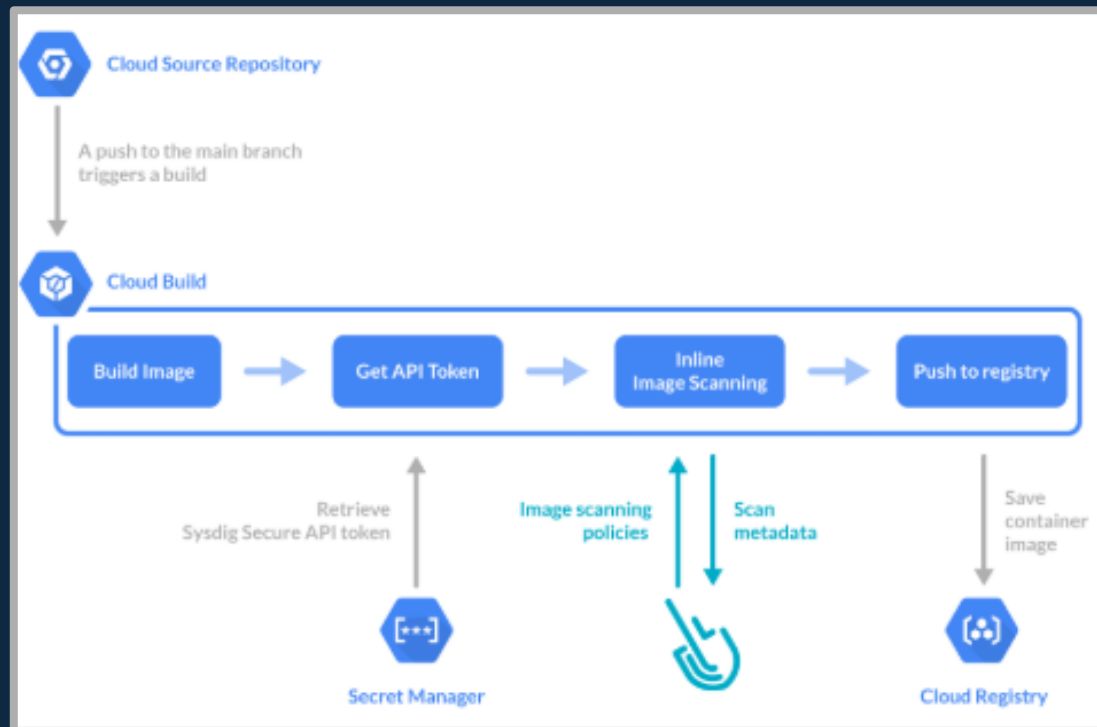 Cloud Source Repository
A push to the main branch
triggers a build
Cloud Build
Build Image
Get API Token
Inline
Image Scanning
Push to registry
Retrieve
Sysdig Secure API token
Image scanning
policies
Scan
metadata
Save
container
image
[***]
Secret Manager
Cloud Registry